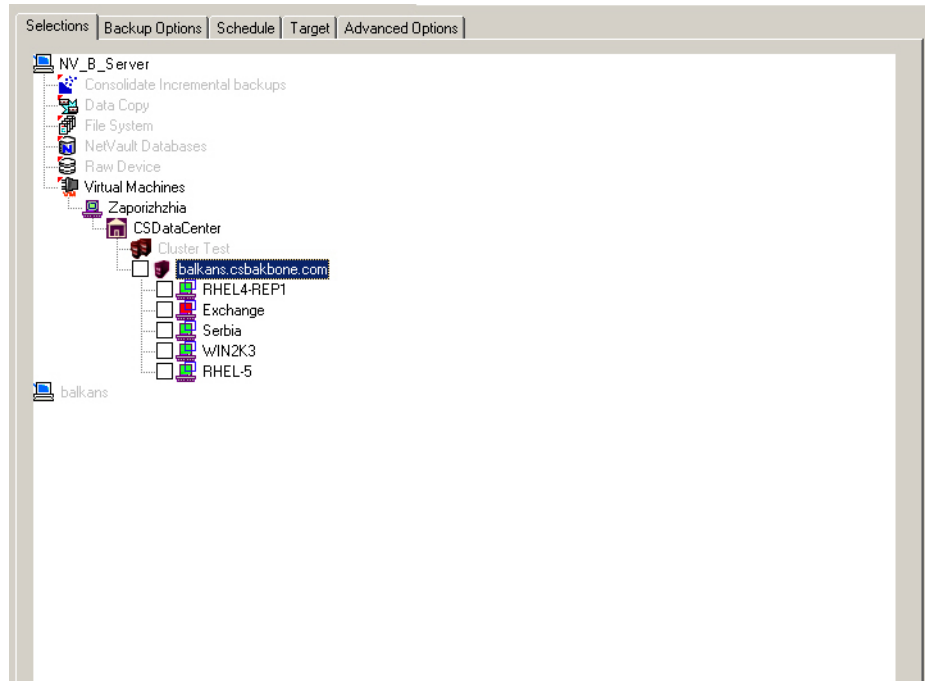 Selections Backup Options Schedule Target Advanced Options
NV_B_Server
Consolidate Incremental backups
Data Copy
File System
NetVault Databases
Raw Device
Virtual Machines
Zaporizhzhia
CSDataCenter
Cluster Test
balkans.csbakbone.com
RHEL4-REP1
Exchange
Serbia
WIN2K3
RHEL-5
balkans